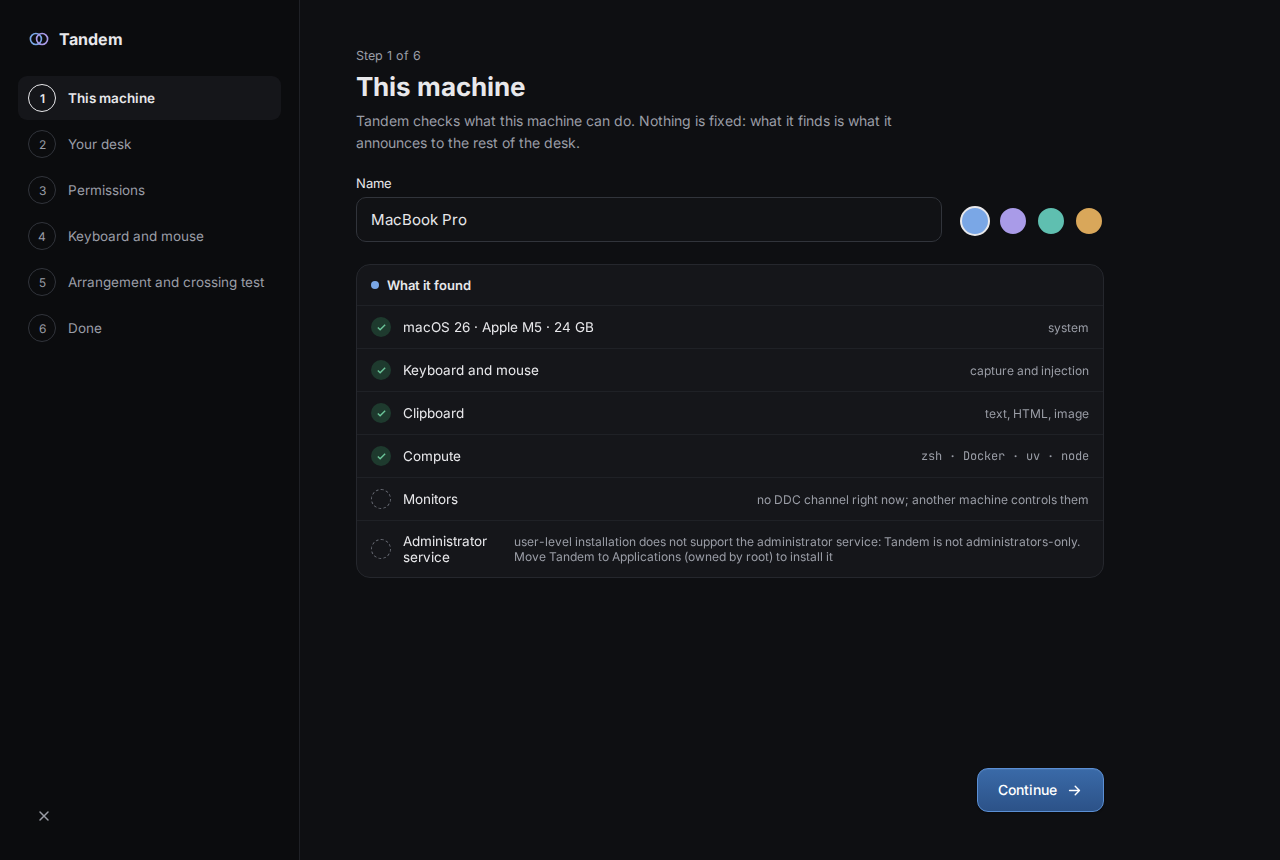 Tandem
1 This machine
2 Your desk
3 Permissions
4 Keyboard and mouse
5 Arrangement and crossing test
6 Done
Step 1 of 6
This machine
Tandem checks what this machine can do. Nothing is fixed: what it finds is what it
announces to the rest of the desk.
Name
MacBook Pro
What it found
macOS 26 · Apple M5 · 24 GB system
Keyboard and mouse capture and injection
Clipboard text, HTML, image
Compute zsh · Docker · uv · node
Monitors no DDC channel right now; another machine controls them
Administrator
service
user-level installation does not support the administrator service: Tandem is not administrators-only.
Move Tandem to Applications (owned by root) to install it
Continue